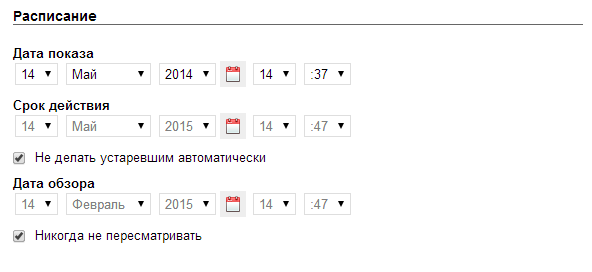 Расписание
Дата показа
14 Май 2014 14 :37
Срок действия
14 Май 2015 14 :47
Не делать устаревшим автоматически
Дата обзора
14 Февраль 2015 14 :47
Никогда не пересматривать